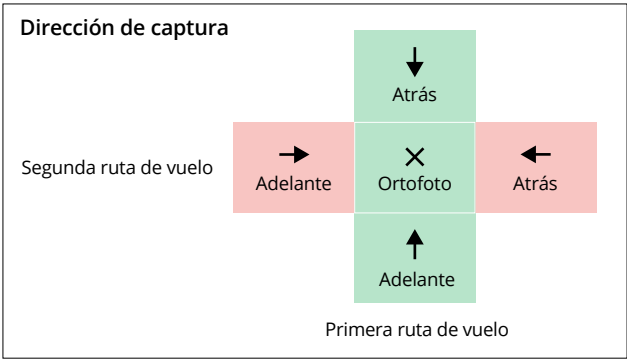 Dirección de captura
Atrás
Segunda ruta de vuelo
Adelante
Ortofoto
Atrás
Adelante
Primera ruta de vuelo